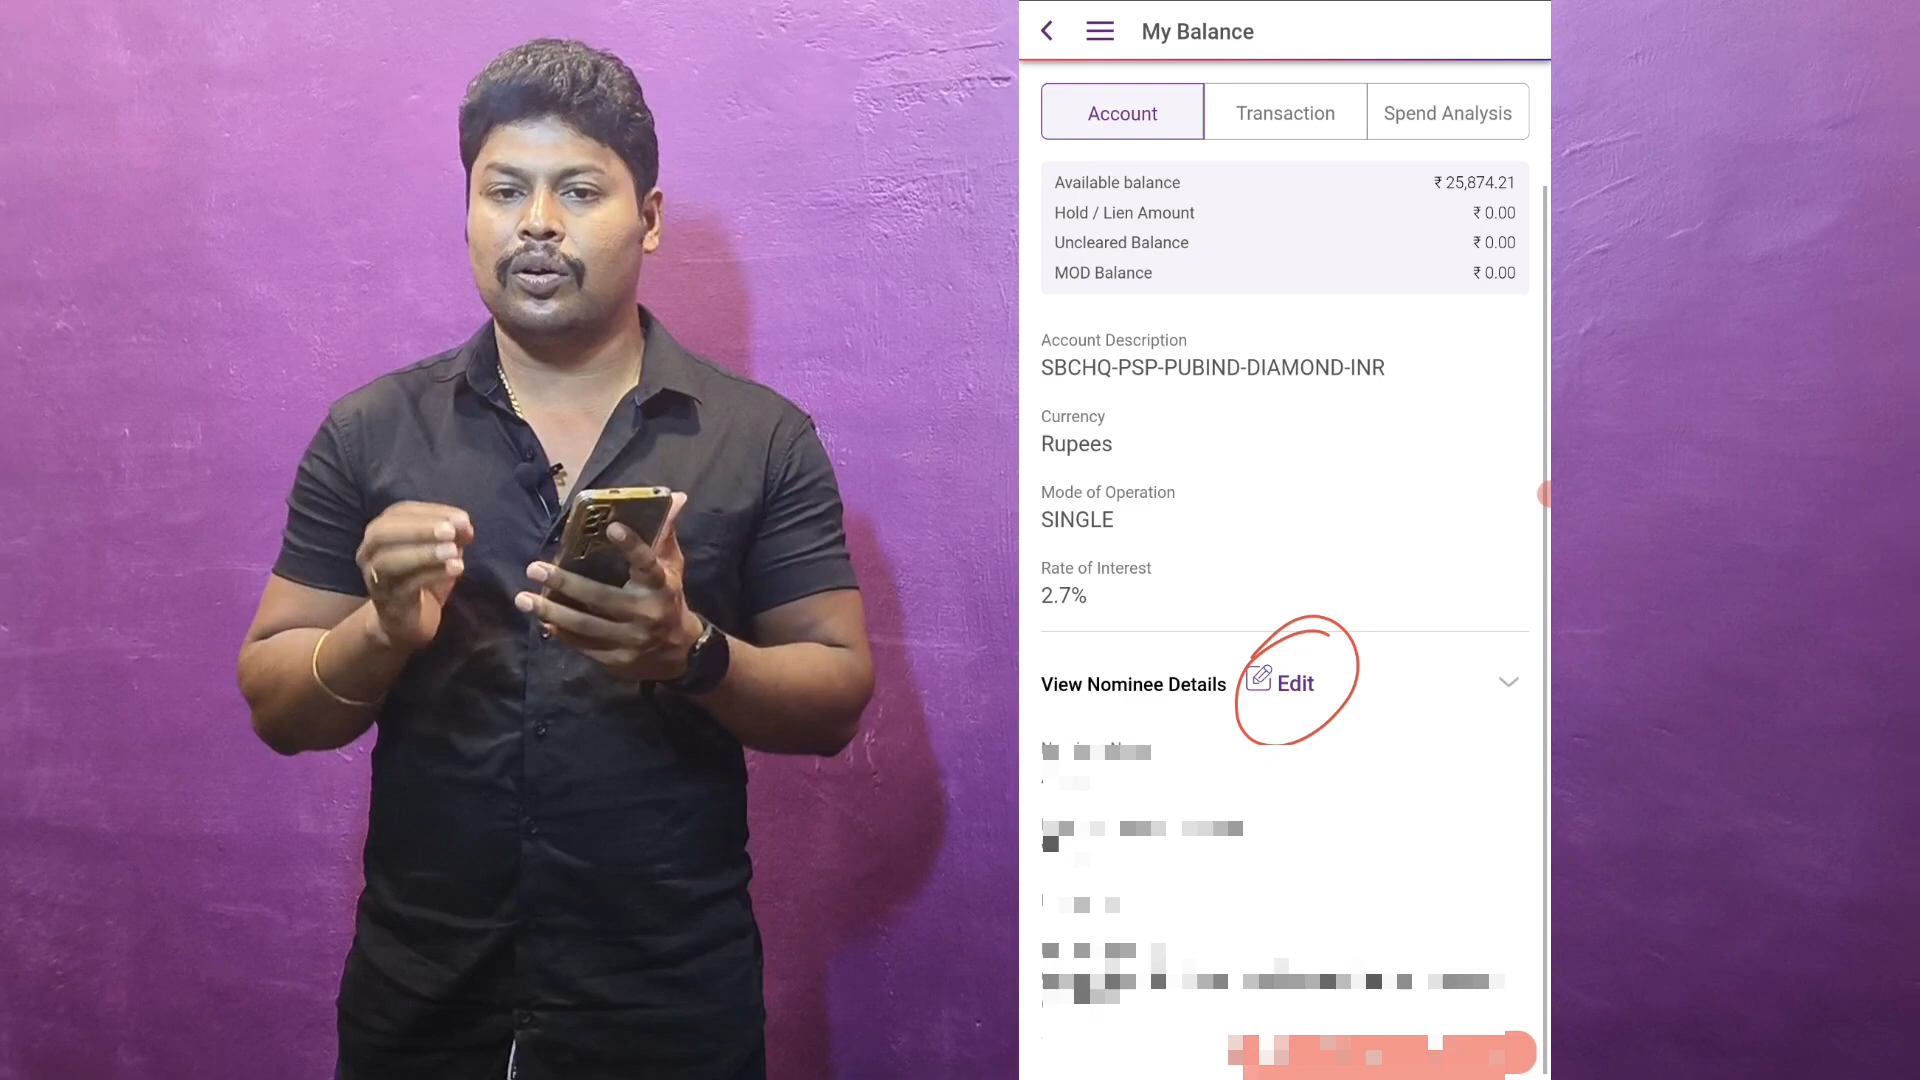 My Balance
Account
Transaction
Spend Analysis
Available balance
₹ 25,874.21
Hold / Lien Amount
₹ 0.00
Uncleared Balance
₹ 0.00
MOD Balance
₹ 0.00
Account Description
SBCHQ-PSP-PUBIND-DIAMOND-INR
Currency
Rupees
Mode of Operation
SINGLE
Rate of Interest
2.7%
View Nominee Details
Edit